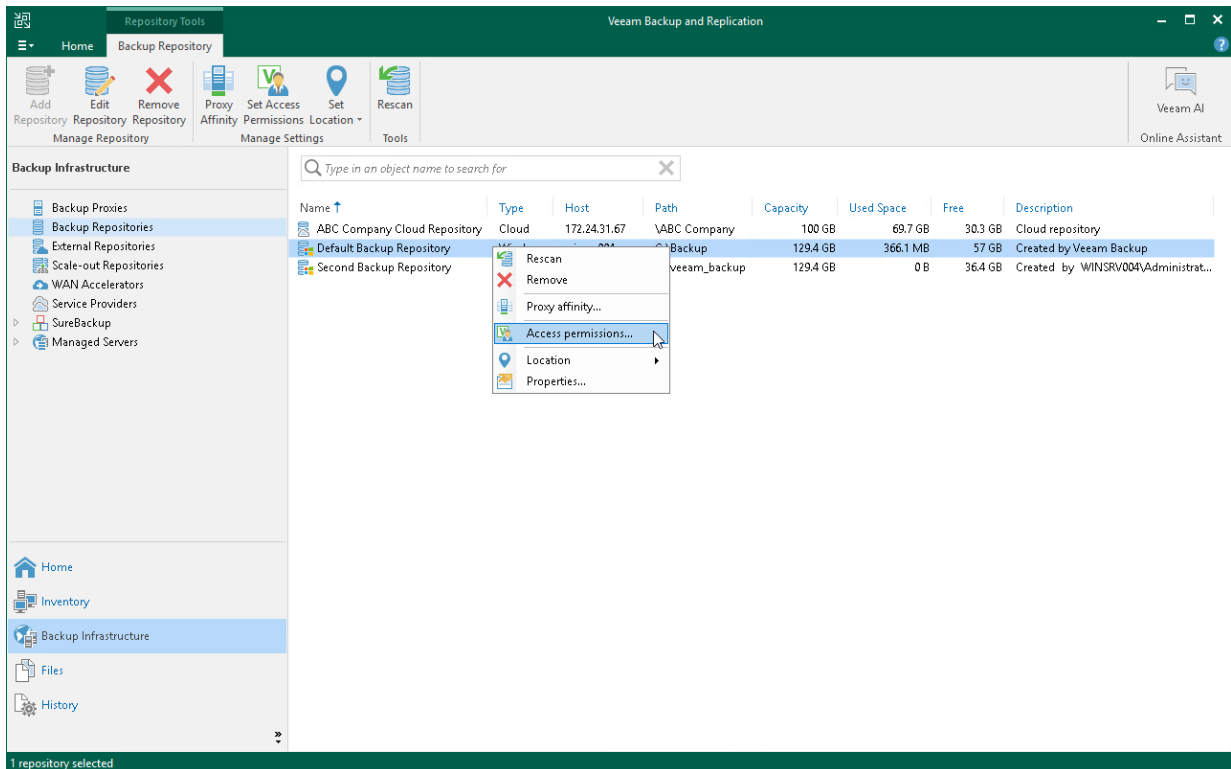 Repository Tools
Veeam Backup and Replication
Home Backup Repository
Add Repository
Edit Repository
Remove Repository
Proxy Affinity
Set Access Permissions
Set Location
Rescan
Veeam AI
Manage Repository Manage Settings Tools Online Assistant
Backup Infrastructure
Type in an object name to search for
Backup Proxies
Backup Repositories
External Repositories
Scale-out Repositories
WAN Accelerators
Service Providers
SureBackup
Managed Servers
Name Type Host Path Capacity Used Space Free Description
ABC Company Cloud Repository Cloud 172.24.31.67 \ABC Company 100 GB 69.7 GB 30.3 GB Cloud repository
Default Backup Repository 129.4 GB 366.1 MB 57 GB Created by Veeam Backup
Second Backup Repository veeam_backup 129.4 GB 0 B 36.4 GB Created by WINSRV004\Administrat...
Rescan
Remove
Proxy affinity...
Access permissions...
Location
Properties...
Home
Inventory
Backup Infrastructure
Files
History
1 repository selected